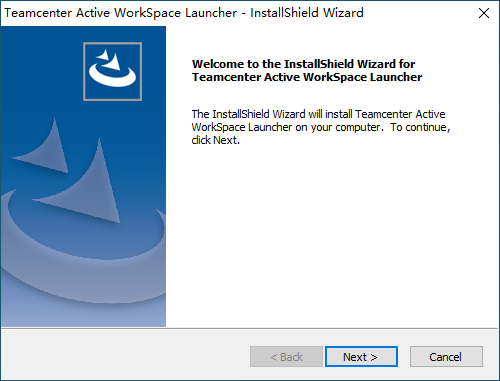 Teamcenter Active WorkSpace Launcher - InstallShield Wizard
Welcome to the InstallShield Wizard for
Teamcenter Active WorkSpace Launcher
The InstallShield Wizard will install Teamcenter Active
WorkSpace Launcher on your computer.  To continue,
click Next.
< Back
Next >
Cancel